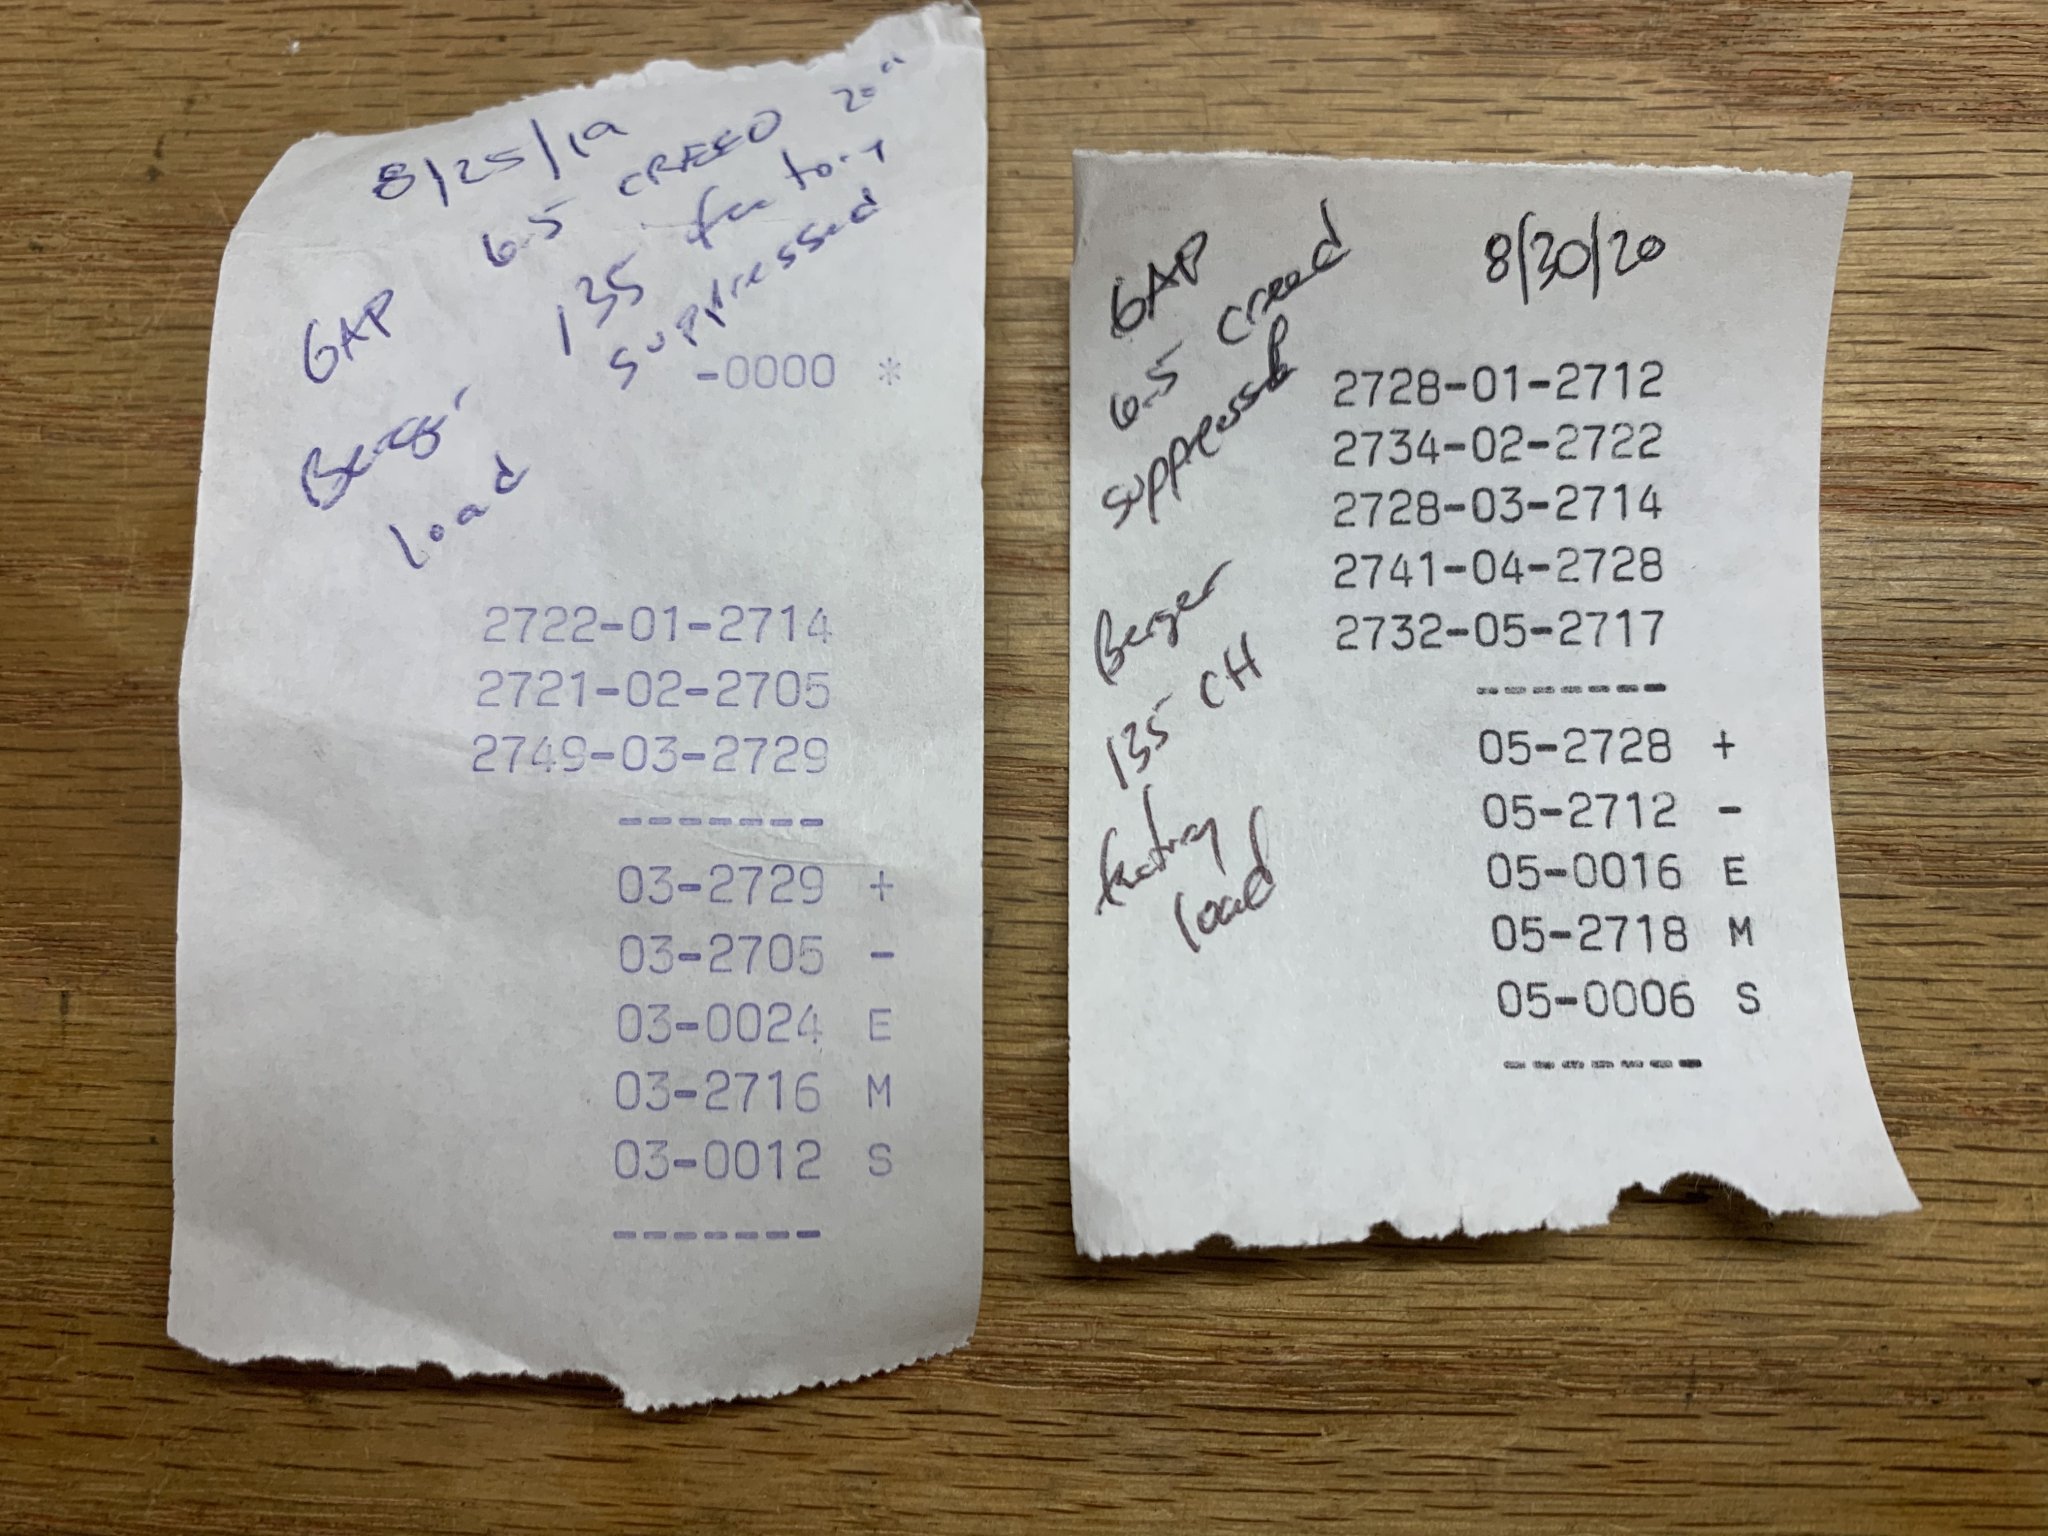 8/25/19
6.5 CREED 20"
GAP 135 factory
suppressed
-0000 *
Berger
load
2722-01-2714
2721-02-2705
2749-03-2729
-------
03-2729 +
03-2705 -
03-0024 E
03-2716 M
03-0012 S
-------
GAP 8/30/20
6.5 Creed
suppressed
2728-01-2712
2734-02-2722
2728-03-2714
2741-04-2728
2732-05-2717
-------
Berger
135 CH
factory
load
05-2728 +
05-2712 -
05-0016 E
05-2718 M
05-0006 S
-------